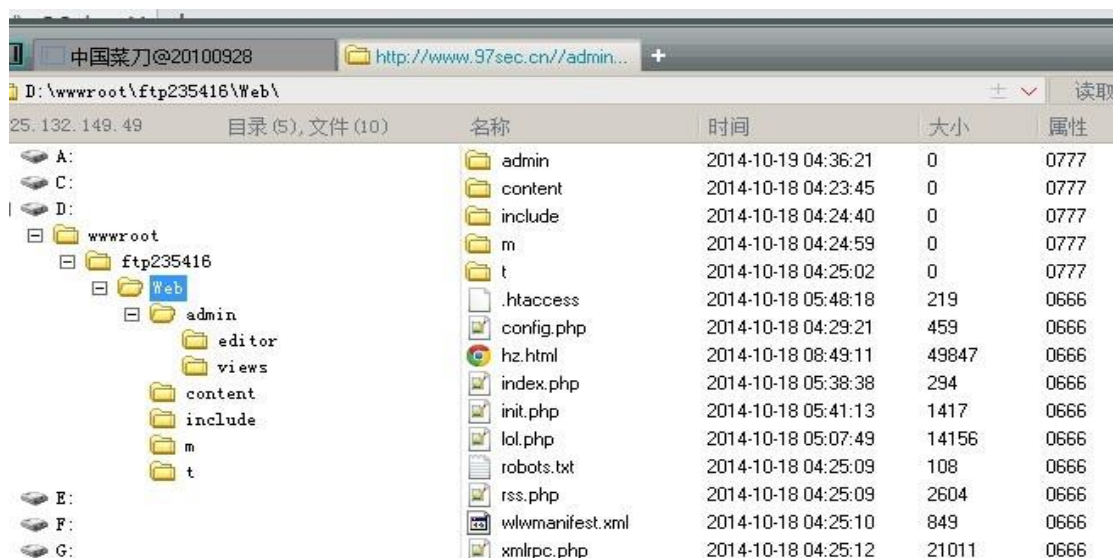 中国菜刀@20100928 http://www.97sec.cn//admin... +
D:\wwwroot\ftp235416\Web\ 读取
25.132.149.49 目录(5),文件(10) 名称 时间 大小 属性
A:
C:
D:
wwwroot
ftp235416
Web
admin
editor
views
content
include
m
t
E:
F:
G:
admin 2014-10-19 04:36:21 0 0777
content 2014-10-18 04:23:45 0 0777
include 2014-10-18 04:24:40 0 0777
m 2014-10-18 04:24:59 0 0777
t 2014-10-18 04:25:02 0 0777
.htaccess 2014-10-18 05:48:18 219 0666
config.php 2014-10-18 04:29:21 459 0666
hz.html 2014-10-18 08:49:11 49847 0666
index.php 2014-10-18 05:38:38 294 0666
init.php 2014-10-18 05:41:13 1417 0666
lol.php 2014-10-18 05:07:49 14156 0666
robots.txt 2014-10-18 04:25:09 108 0666
rss.php 2014-10-18 04:25:09 2604 0666
wlwmanifest.xml 2014-10-18 04:25:10 849 0666
xmlrpc.php 2014-10-18 04:25:12 21011 0666